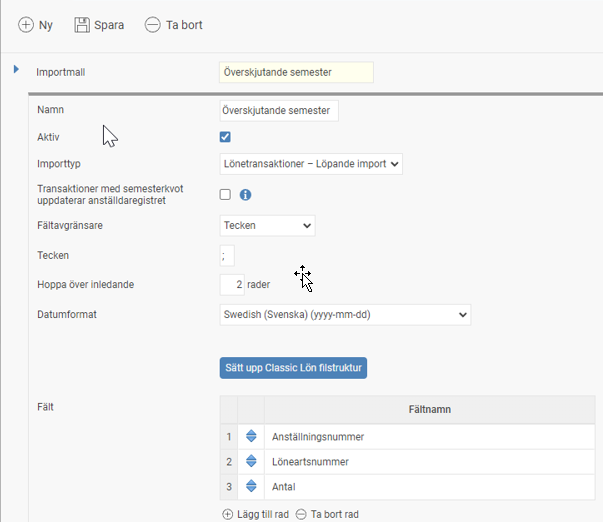 Ny Spara Ta bort
Importmall Överskjutande semester
Namn Överskjutande semester
Aktiv
Importtyp Lönetransaktioner – Löpande import
Transaktioner med semesterkvot
uppdaterar anställdaregistret
Fältavgränsare Tecken
Tecken ;
Hoppa över inledande 2 rader
Datumformat Swedish (Svenska) (yyyy-mm-dd)
Sätt upp Classic Lön filstruktur
Fält Fältnamn
1 Anställningsnummer
2 Löneartsnummer
3 Antal
Lägg till rad Ta bort rad